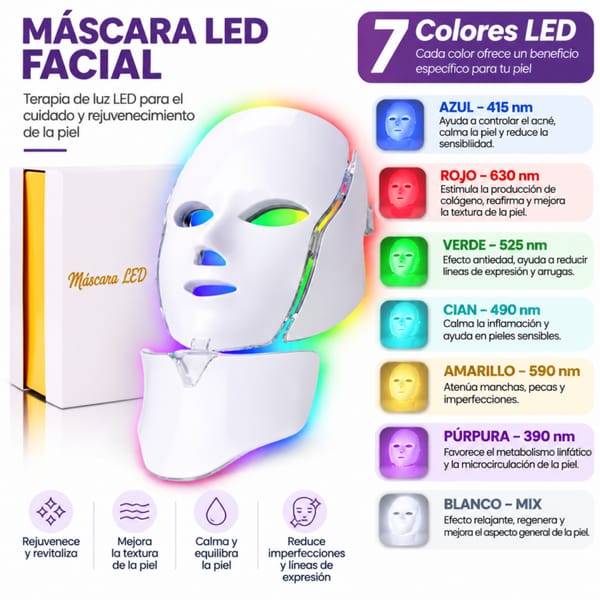 MÁSCARA LED
FACIAL
Terapia de luz LED para el
cuidado y rejuvenecimiento
de la piel
Máscara LED
7 Colores LED
Cada color ofrece un beneficio
específico para tu piel
AZUL – 415 nm
Ayuda a controlar el acné,
calma la piel y reduce la
sensibliidad.
ROJO – 630 nm
Estimula la producción de
colágeno, reafirma y mejora
la textura de la piel.
VERDE – 525 nm
Efecto antiedad, ayuda a reducir
líneas de expresión y arrugas.
CIAN – 490 nm
Calma la inflamación y
ayuda en pieles sensibles.
AMARILLO – 590 nm
Atenúa manchas, pecas y
imperfecciones.
PÚRPURA – 390 nm
Favorece el metabolismo linfático
y la microcirculación de la piel.
BLANCO – MIX
Efecto relajante, regenera y
mejora el aspecto general de la piel.
Rejuvenece
y revitaliza
Mejora
la textura
de la piel
Calma y
equilibra
la piel
Reduce
imperfecciones
y líneas de
expresión